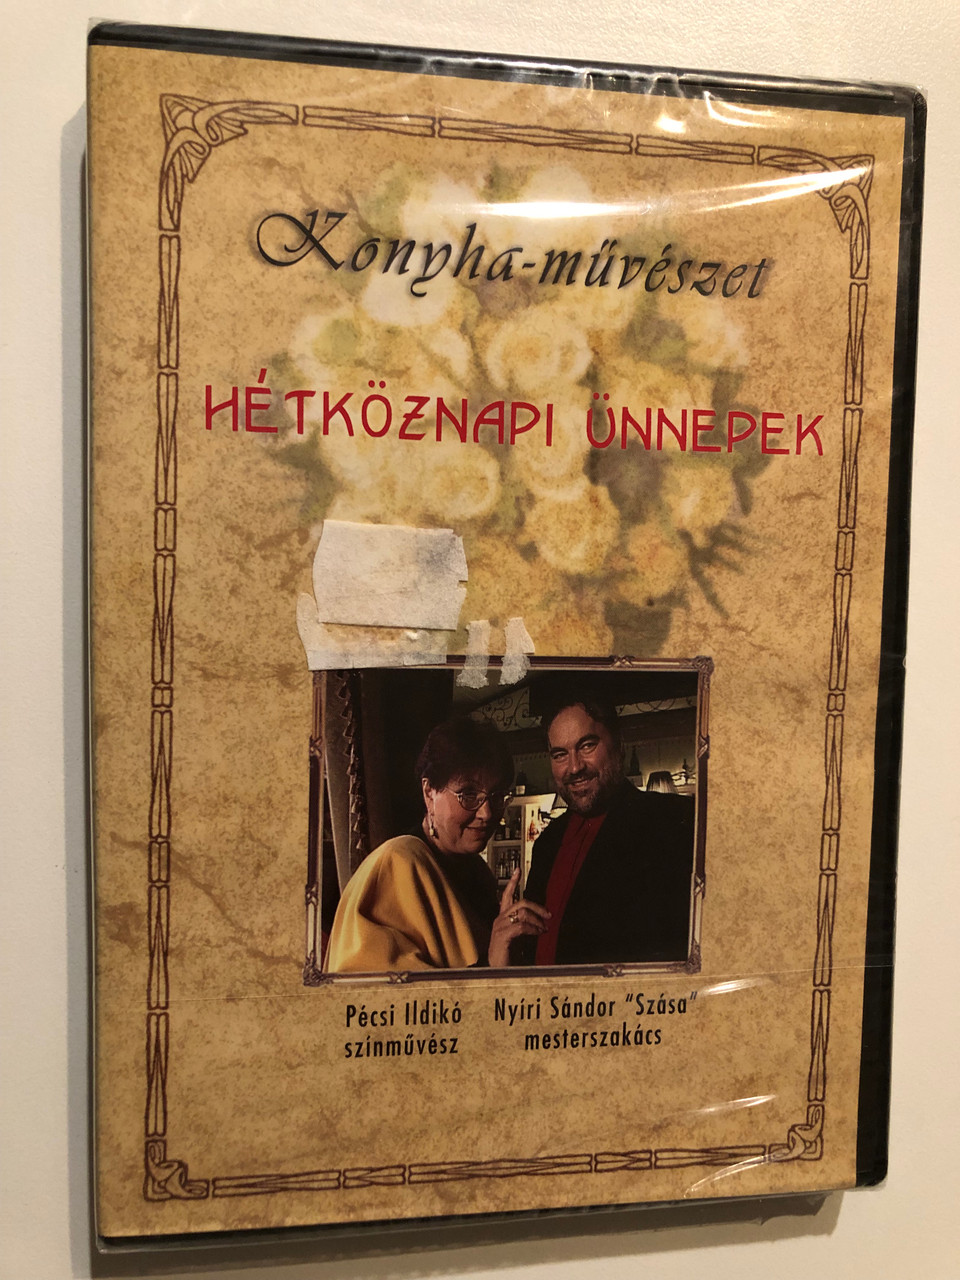 Konyha-művészet
HÉTKÖZNAPI ÜNNEPEK
Pécsi Ildikó
színművész
Nyíri Sándor "Szása"
mesterszakács